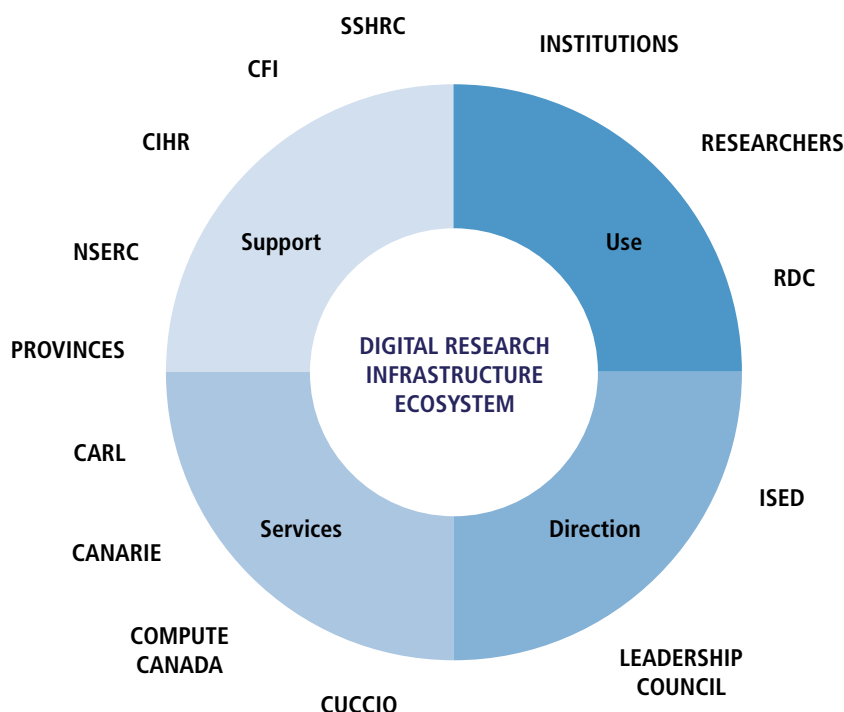 SSHRC
INSTITUTIONS
CFI
CIHR
RESEARCHERS
NSERC
Support
Use
RDC
PROVINCES
DIGITAL RESEARCH
INFRASTRUCTURE
ECOSYSTEM
CARL
ISED
Services
Direction
CANARIE
COMPUTE
CANADA
LEADERSHIP
COUNCIL
CUCCIO